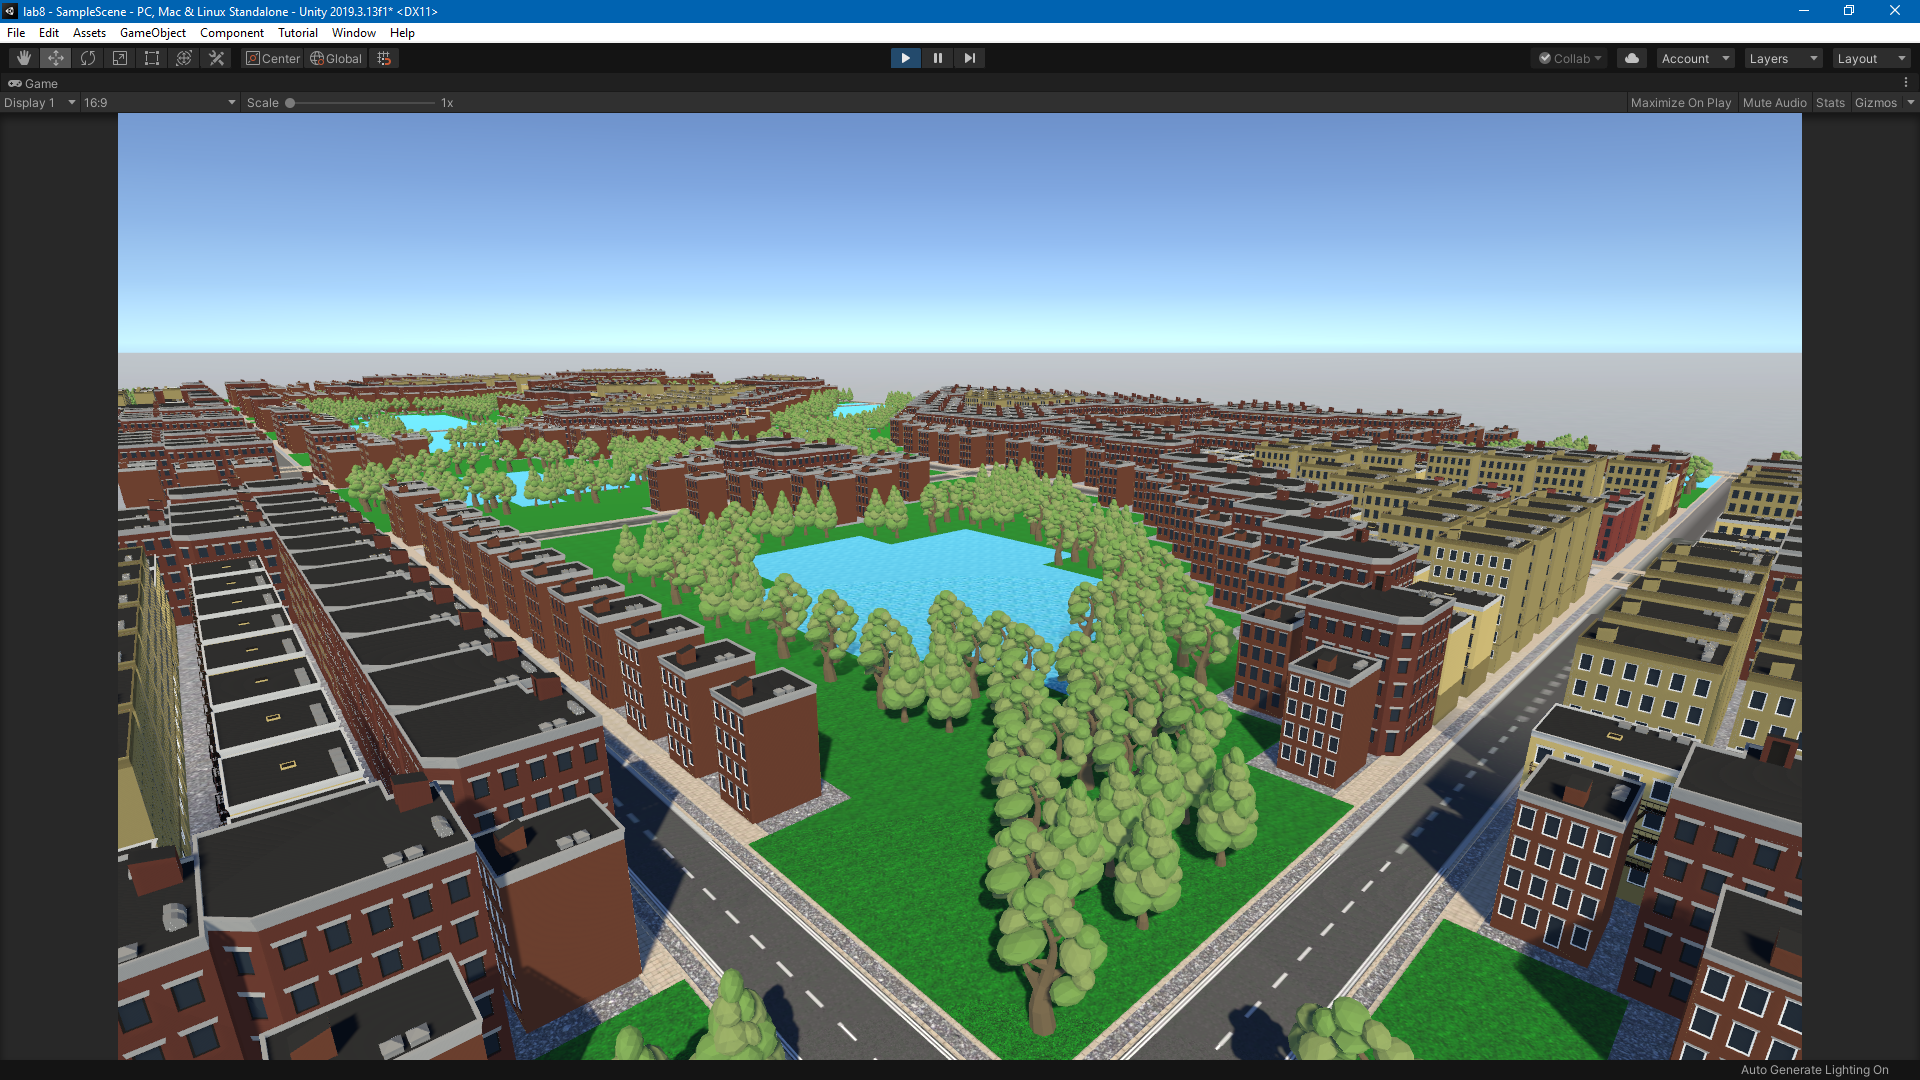 lab8 - SampleScene - PC, Mac & Linux Standalone - Unity 2019.3.13f1* <DX11>
File Edit Assets GameObject Component Tutorial Window Help
Center Global Collab Account Layers Layout
Game
Display 1 16:9 Scale 1x Maximize On Play Mute Audio Stats Gizmos
Auto Generate Lighting On